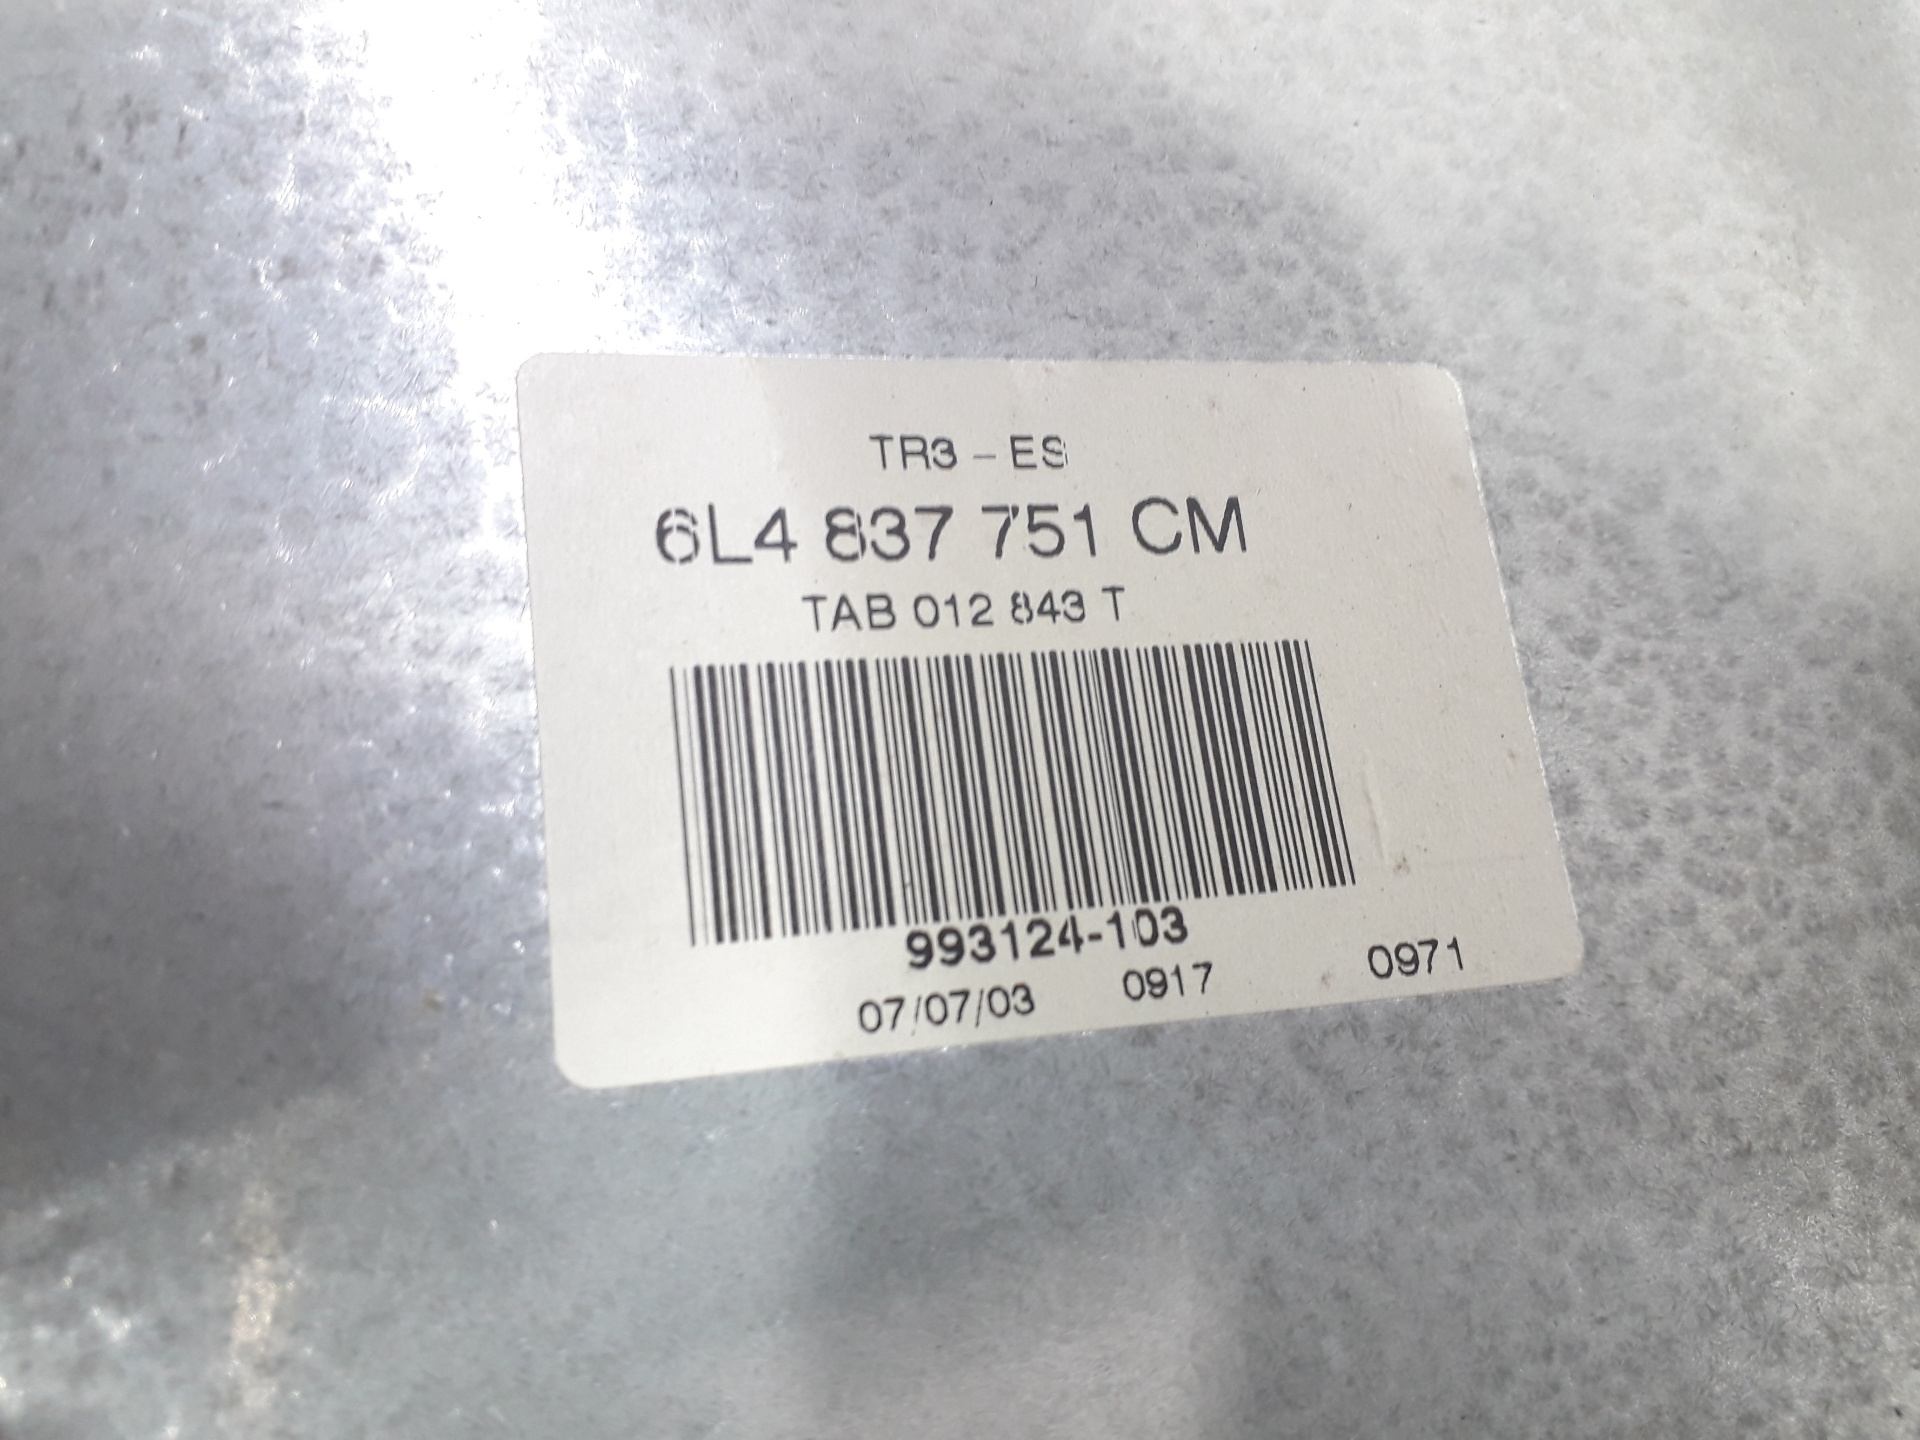 TR3 - ES
6L4 837 751 CM
TAB 012 843 T
993124-103
07/07/03 0917 0971